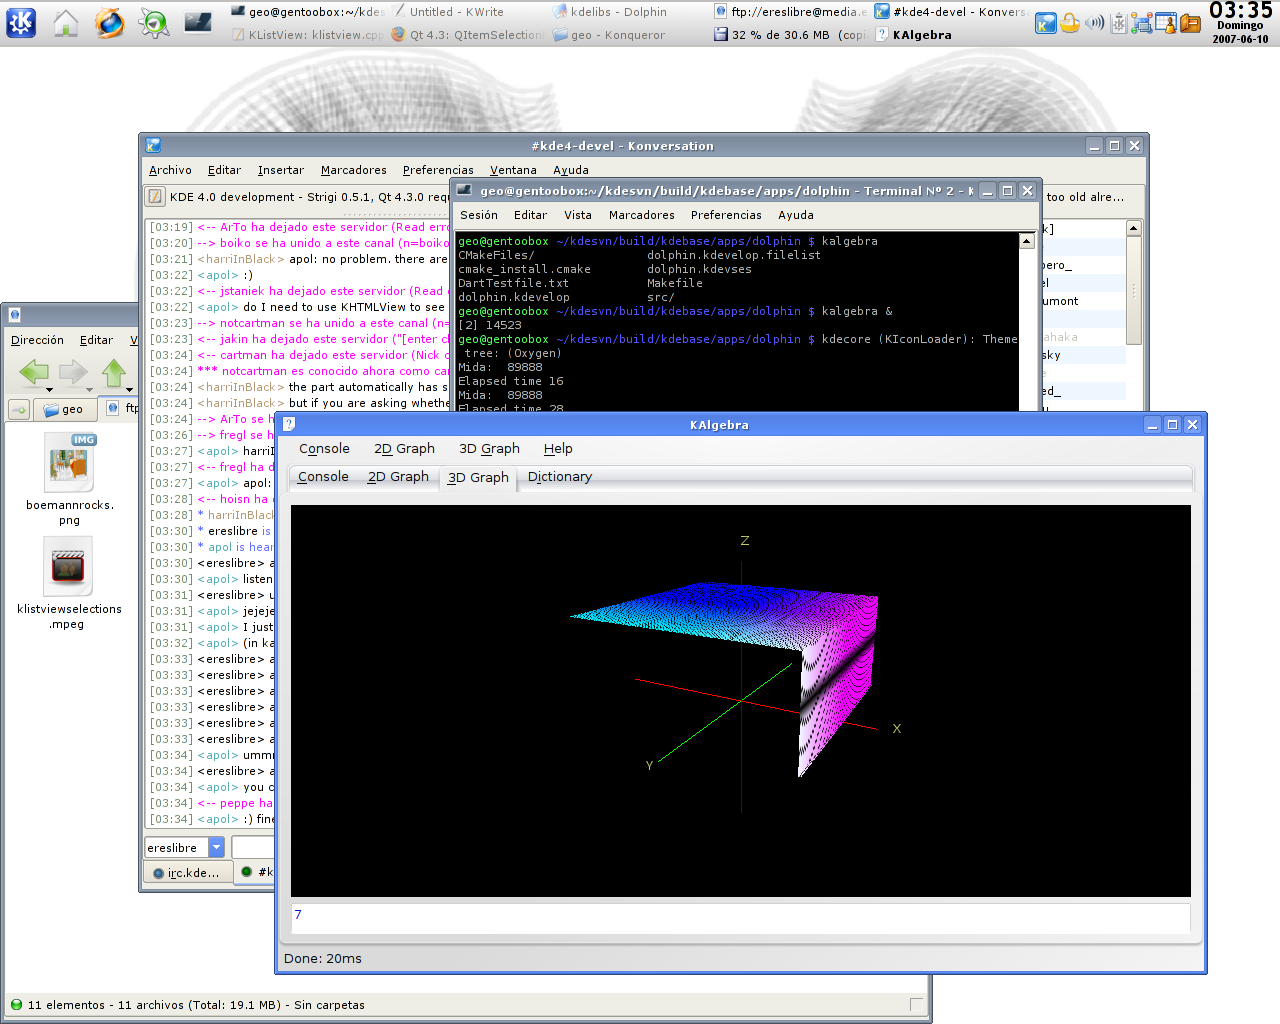 geo@gentoobox:~/kdes
Untitled - KWrite
kdelibs - Dolphin
ftp://ereslibre@media.e
#kde4-devel - Konvers
KListView: klistview.cpp
Qt 4.3: QItemSelection
geo - Konqueror
32 % de 30.6 MB (copi
KAlgebra
03:35
Domingo
2007-06-10
#kde4-devel - Konversation
Archivo Editar Insertar Marcadores Preferencias Ventana Ayuda
KDE 4.0 development - Strigi 0.5.1, Qt 4.3.0 requ
too old alre...
[03:19] <-- ArTo ha dejado este servidor (Read erro
[03:20] --> boiko se ha unido a este canal (n=boiko
[03:21] <harriInBlack> apol: no problem. there are
[03:22] <apol> :)
[03:22] <-- jstaniek ha dejado este servidor (Read
[03:22] <apol> do I need to use KHTMLView to see
[03:23] --> notcartman se ha unido a este canal (n=
[03:23] <-- jakin ha dejado este servidor ("[enter cl
[03:24] <-- cartman ha dejado este servidor (Nick c
[03:24] *** notcartman es conocido ahora como car
[03:24] <harriInBlack> the part automatically has s
[03:24] <harriInBlack> but if you are asking whethe
[03:24] --> ArTo se h
[03:26] --> fregl se h
[03:27] <apol> harriI
[03:27] <-- fregl ha d
[03:27] <apol> apol:
[03:28] <-- hoisn ha
[03:28] * harriInBlack
[03:30] * ereslibre is
[03:30] * apol is hear
[03:30] <ereslibre> a
[03:30] <apol> listen
[03:31] <ereslibre> u
[03:31] <apol> jejeje
[03:31] <apol> I just
[03:32] <apol> (in ka
[03:33] <ereslibre> a
[03:33] <ereslibre> a
[03:33] <ereslibre> a
[03:33] <ereslibre> a
[03:33] <ereslibre> a
[03:33] <ereslibre> a
[03:34] <apol> umm
[03:34] <ereslibre> a
[03:34] <apol> you c
[03:34] <-- peppe ha
[03:34] <apol> :) fine
k]
pero_
el
umont
ahaka
sky
e
ed_
ereslibre
irc.kde...
#k
geo@gentoobox:~/kdesvn/build/kdebase/apps/dolphin - Terminal Nº 2 - K
Sesión Editar Vista Marcadores Preferencias Ayuda
geo@gentoobox ~/kdesvn/build/kdebase/apps/dolphin $ kalgebra
CMakeFiles/ dolphin.kdevelop.filelist
cmake_install.cmake dolphin.kdevses
DartTestfile.txt Makefile
dolphin.kdevelop src/
geo@gentoobox ~/kdesvn/build/kdebase/apps/dolphin $ kalgebra &
[2] 14523
geo@gentoobox ~/kdesvn/build/kdebase/apps/dolphin $ kdecore (KIconLoader): Theme
tree: (Oxygen)
Mida: 89888
Elapsed time 16
Mida: 89888
Elapsed time 28
Dirección Editar V
geo
ftp
IMG
boemannrocks.
png
klistviewselections
.mpeg
11 elementos - 11 archivos (Total: 19.1 MB) - Sin carpetas
KAlgebra
Console 2D Graph 3D Graph Help
Console 2D Graph 3D Graph Dictionary
Z
X
Y
7
Done: 20ms